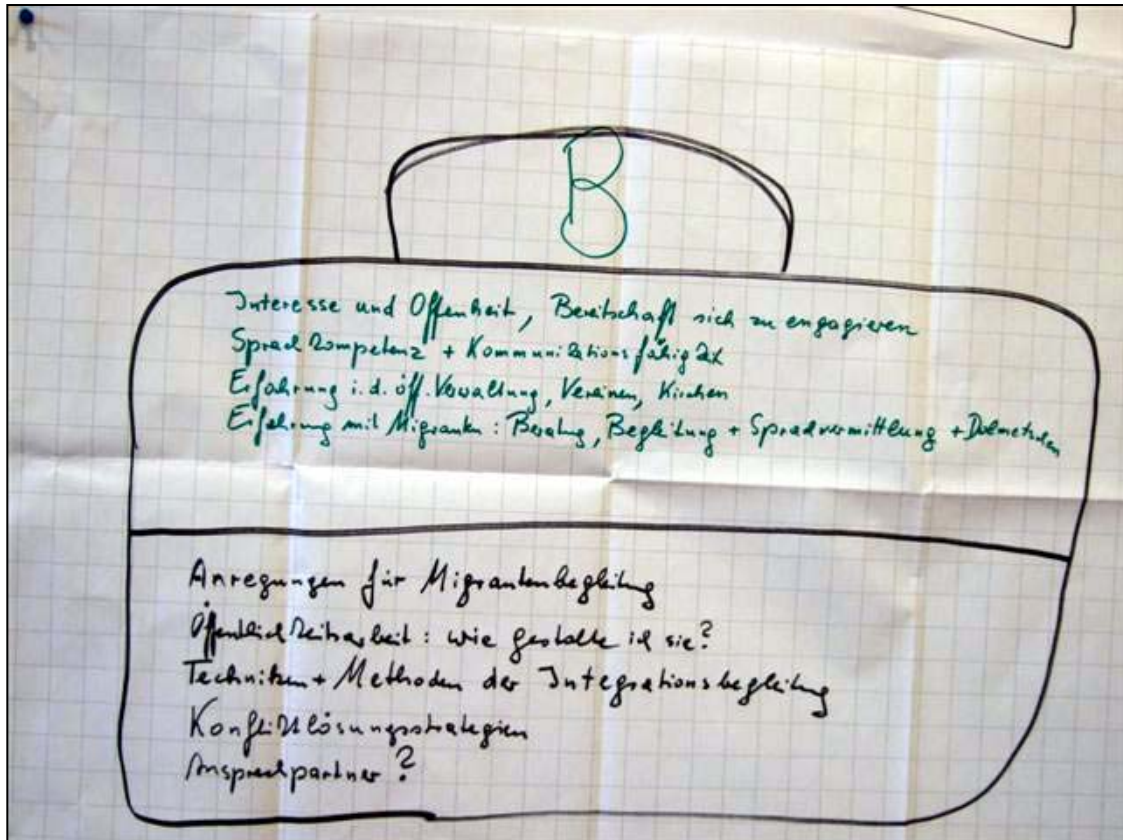 B
Interesse und Offenheit, Bereitschaft sich zu engagieren
Sprachkompetenz + Kommunikationsfähigkeit
Erfahrung i.d. öff. Verwaltung, Vereinen, Kirchen
Erfahrung mit Migranten: Beratung, Begleitung + Sprachvermittlung + Dolmetschen
Anregungen für Migrantenbegleitung
Öffentlichkeitsarbeit: wie gestalte ich sie?
Techniken + Methoden der Integrationsbegleitung
Konfliktlösungsstrategien
Ansprechpartner?